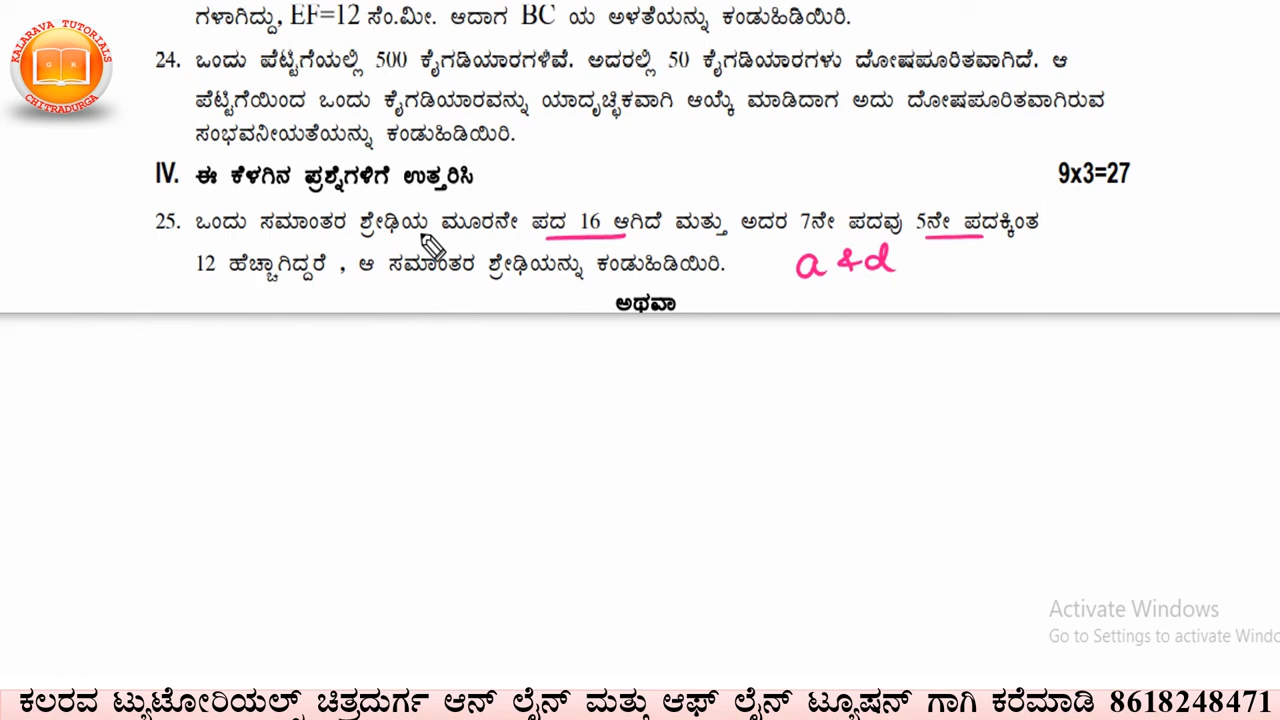 KALARAVA TUTORIALS
G R
CHITRADURGA
ಗಳಾಗಿದ್ದು, EF=12 ಸೆಂ.ಮೀ. ಆದಾಗ BC ಯ ಅಳತೆಯನ್ನು ಕಂಡುಹಿಡಿಯಿರಿ.
24. ಒಂದು ಪೆಟ್ಟಿಗೆಯಲ್ಲಿ 500 ಕೈಗಡಿಯಾರಗಳಿವೆ. ಅದರಲ್ಲಿ 50 ಕೈಗಡಿಯಾರಗಳು ದೋಷಪೂರಿತವಾಗಿದೆ. ಆ
ಪೆಟ್ಟಿಗೆಯಿಂದ ಒಂದು ಕೈಗಡಿಯಾರವನ್ನು ಯಾದೃಚ್ಛಿಕವಾಗಿ ಆಯ್ಕೆ ಮಾಡಿದಾಗ ಅದು ದೋಷಪೂರಿತವಾಗಿರುವ
ಸಂಭವನೀಯತೆಯನ್ನು ಕಂಡುಹಿಡಿಯಿರಿ.
IV. ಈ ಕೆಳಗಿನ ಪ್ರಶ್ನೆಗಳಿಗೆ ಉತ್ತರಿಸಿ 9x3=27
25. ಒಂದು ಸಮಾಂತರ ಶ್ರೇಢಿಯ ಮೂರನೇ ಪದ 16 ಆಗಿದೆ ಮತ್ತು ಅದರ 7ನೇ ಪದವು 5ನೇ ಪದಕ್ಕಿಂತ
12 ಹೆಚ್ಚಾಗಿದ್ದರೆ , ಆ ಸಮಾಂತರ ಶ್ರೇಢಿಯನ್ನು ಕಂಡುಹಿಡಿಯಿರಿ. a & d
ಅಥವಾ
Activate Windows
Go to Settings to activate Windo
ಕಲರವ ಟ್ಯುಟೋರಿಯಲ್ಸ್ ಚಿತ್ರದುರ್ಗ ಆನ್ ಲೈನ್ ಮತ್ತು ಆಫ್ ಲೈನ್ ಟ್ಯೂಷನ್ ಗಾಗಿ ಕರೆಮಾಡಿ 8618248471